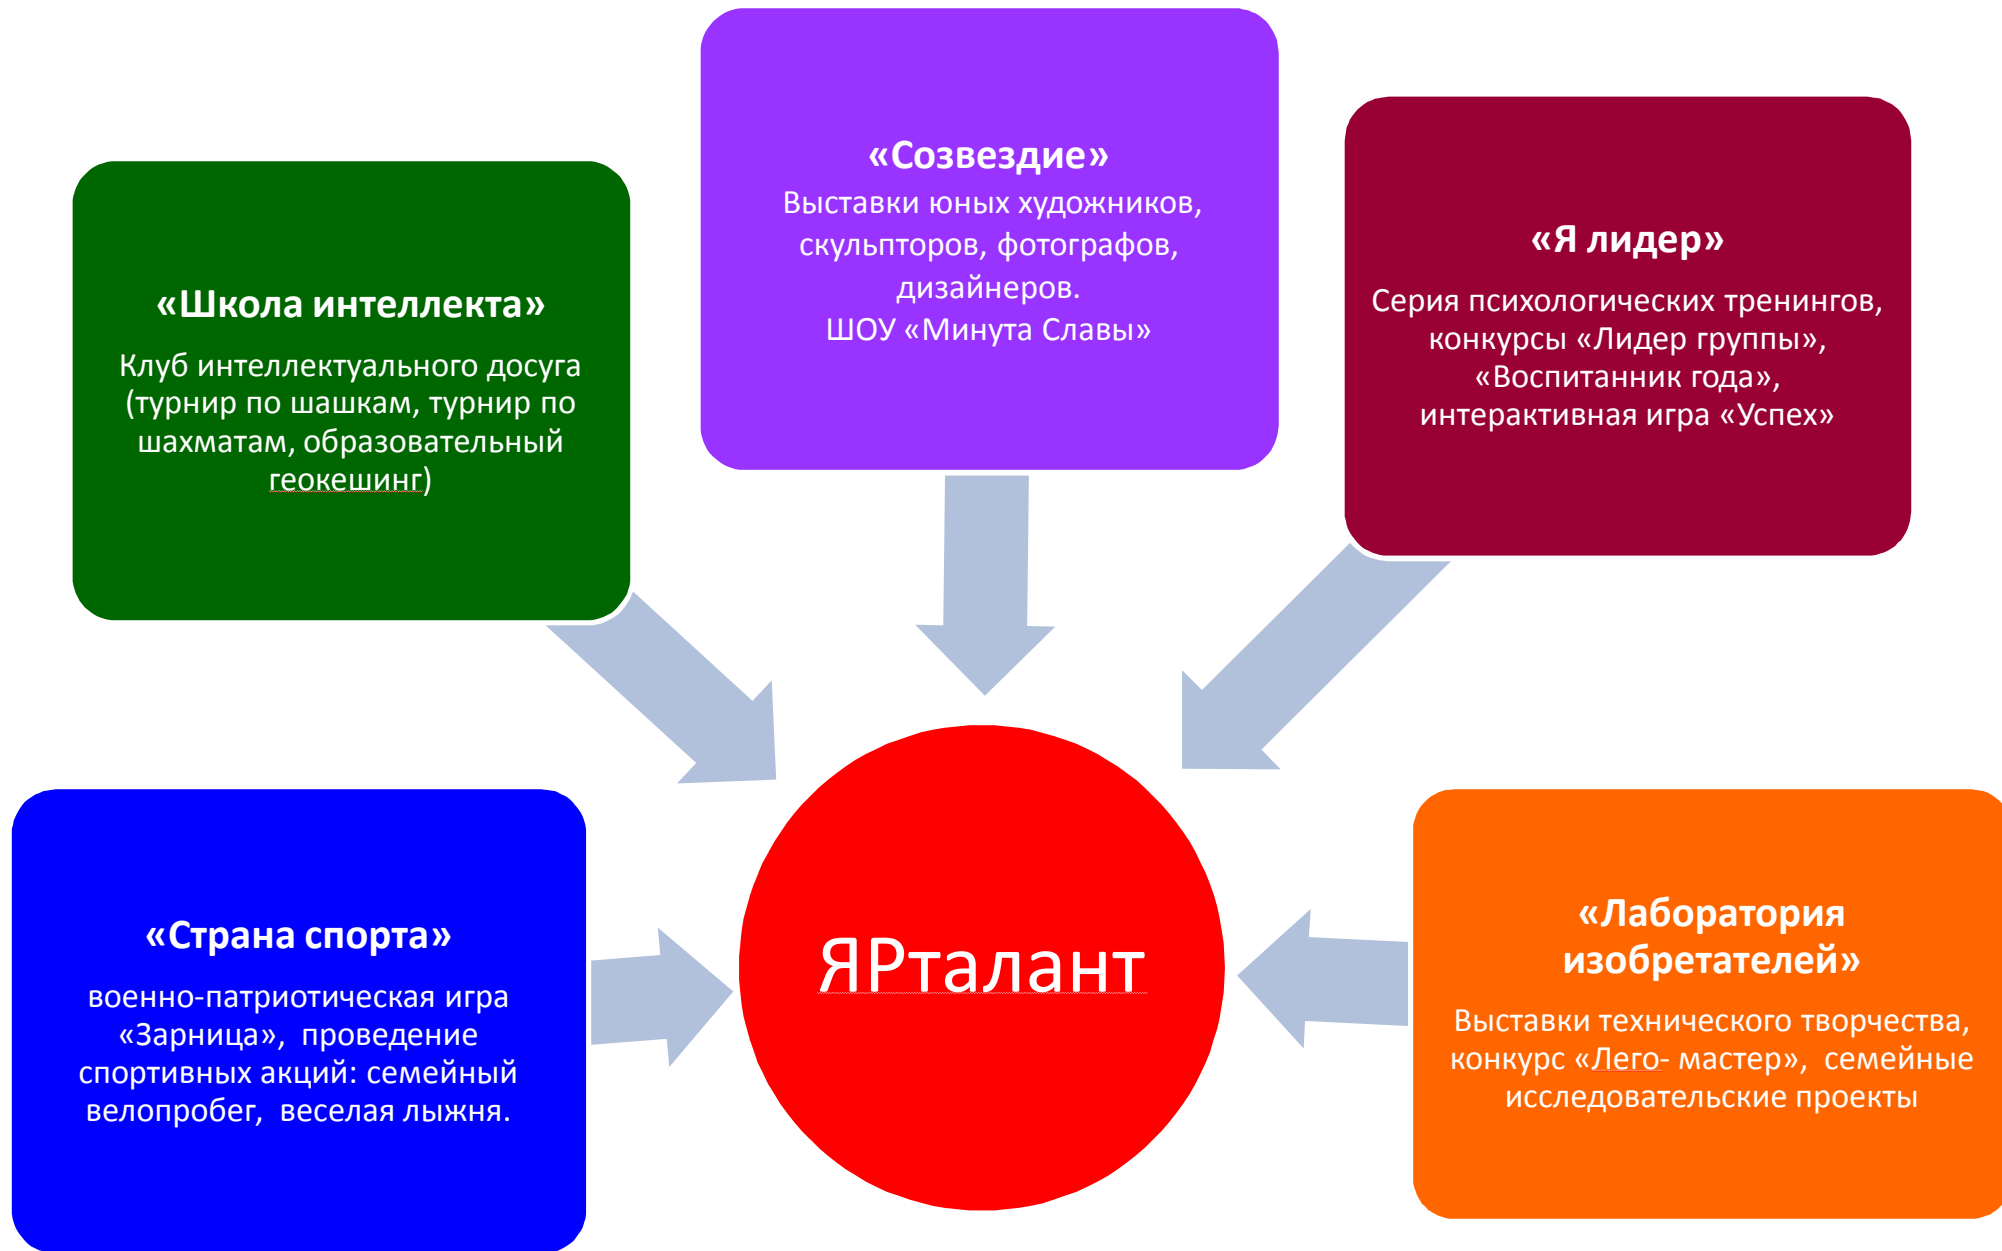 «Созвездие»
Выставки юных художников,
скульпторов, фотографов,
дизайнеров.
ШОУ «Минута Славы»
«Я лидер»
Серия психологических тренингов,
конкурсы «Лидер группы»,
«Воспитанник года»,
интерактивная игра «Успех»
«Школа интеллекта»
Клуб интеллектуального досуга
(турнир по шашкам, турнир по
шахматам, образовательный
геокешинг)
«Страна спорта»
военно-патриотическая игра
«Зарница», проведение
спортивных акций: семейный
велопробег, веселая лыжня.
ЯРталант
«Лаборатория
изобретателей»
Выставки технического творчества,
конкурс «Лего- мастер», семейные
исследовательские проекты